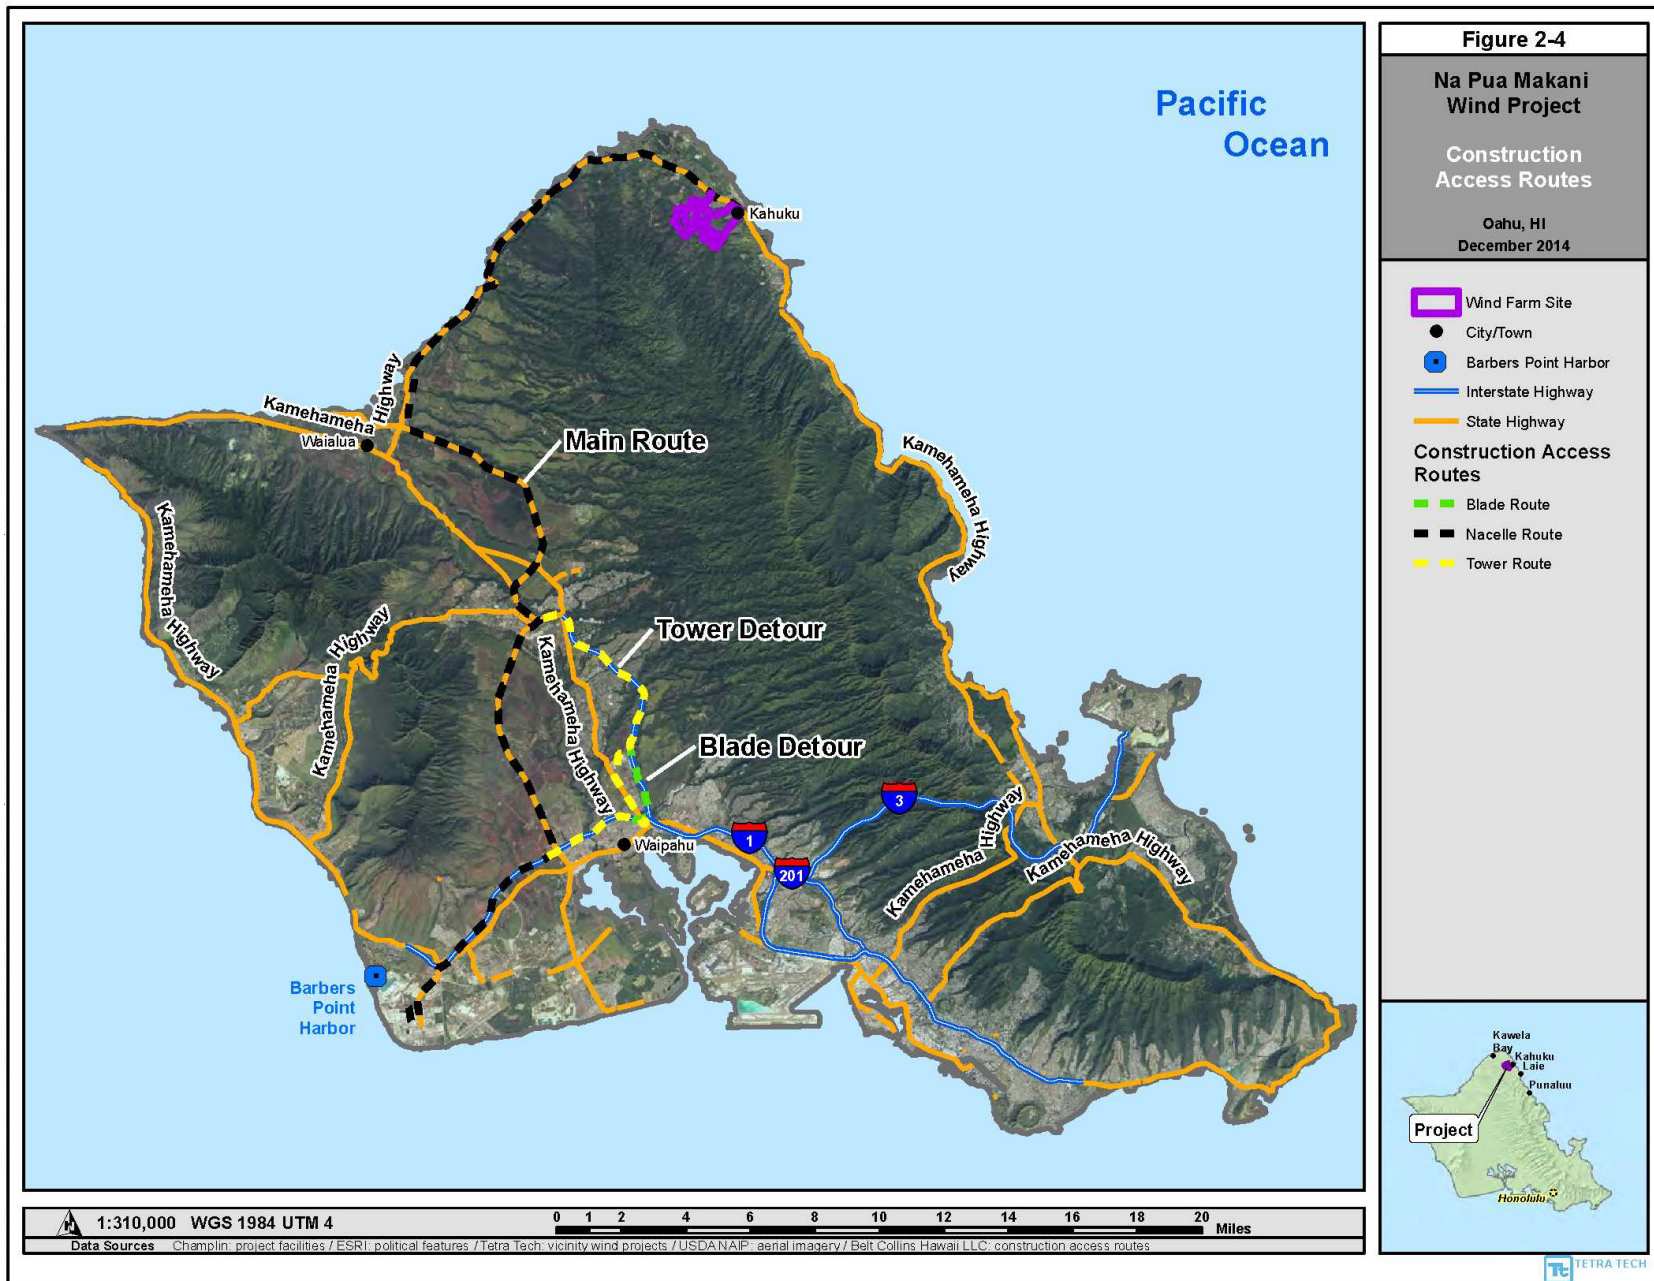 Figure 2-4
Na Pua Makani
Wind Project
Construction
Access Routes
Oahu, HI
December 2014
Wind Farm Site
City/Town
Barbers Point Harbor
Interstate Highway
State Highway
Construction Access
Routes
Blade Route
Nacelle Route
Tower Route
Pacific
Ocean
Kahuku
Kamehameha Highway
Waialua
Main Route
Kamehameha Highway
Kamehameha Highway
Kamehameha Highway
Tower Detour
Kamehameha Highway
Blade Detour
3
1
201
Waipahu
Kamehameha Highway
Kamehameha Highway
Barbers
Point
Harbor
Kawela
Bay
Kahuku
Laie
Punaluu
Project
Honolulu
N
1:310,000 WGS 1984 UTM 4
0 1 2 4 6 8 10 12 14 16 18 20
Miles
Data Sources Champlin: project facilities / ESRI: political features / Tetra Tech: vicinity wind projects / USDA NAIP: aerial imagery / Belt Collins Hawaii LLC: construction access routes
Tt TETRA TECH